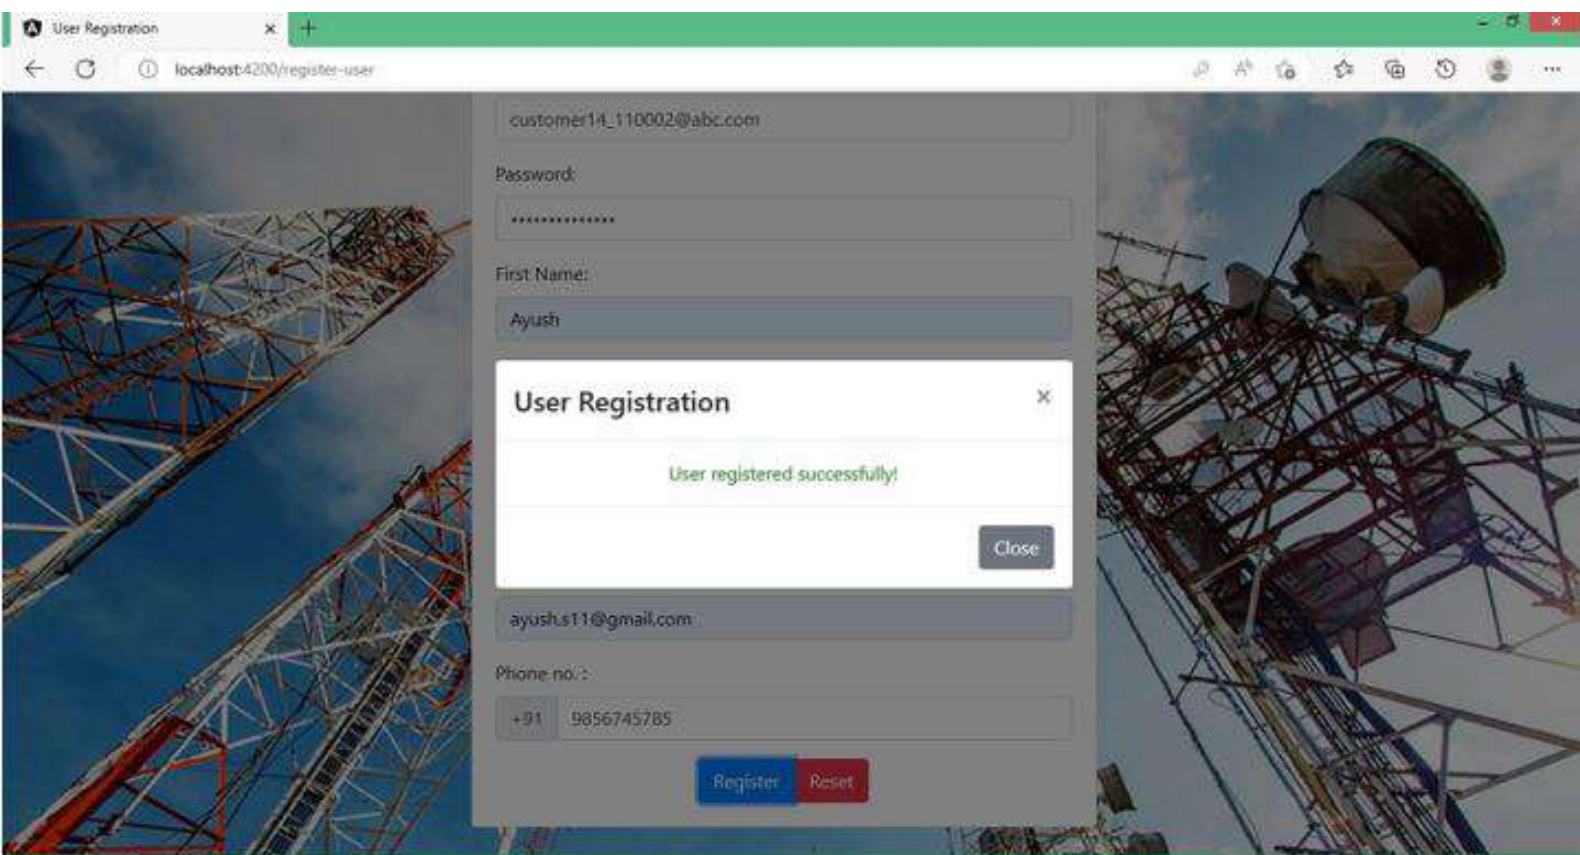 User Registration
localhost:4200/register-user
customer14_110002@abc.com
Password:
••••••••••••••
First Name:
Ayush
User Registration
User registered successfully!
Close
ayush.s11@gmail.com
Phone no. :
+91 9856745785
Register Reset